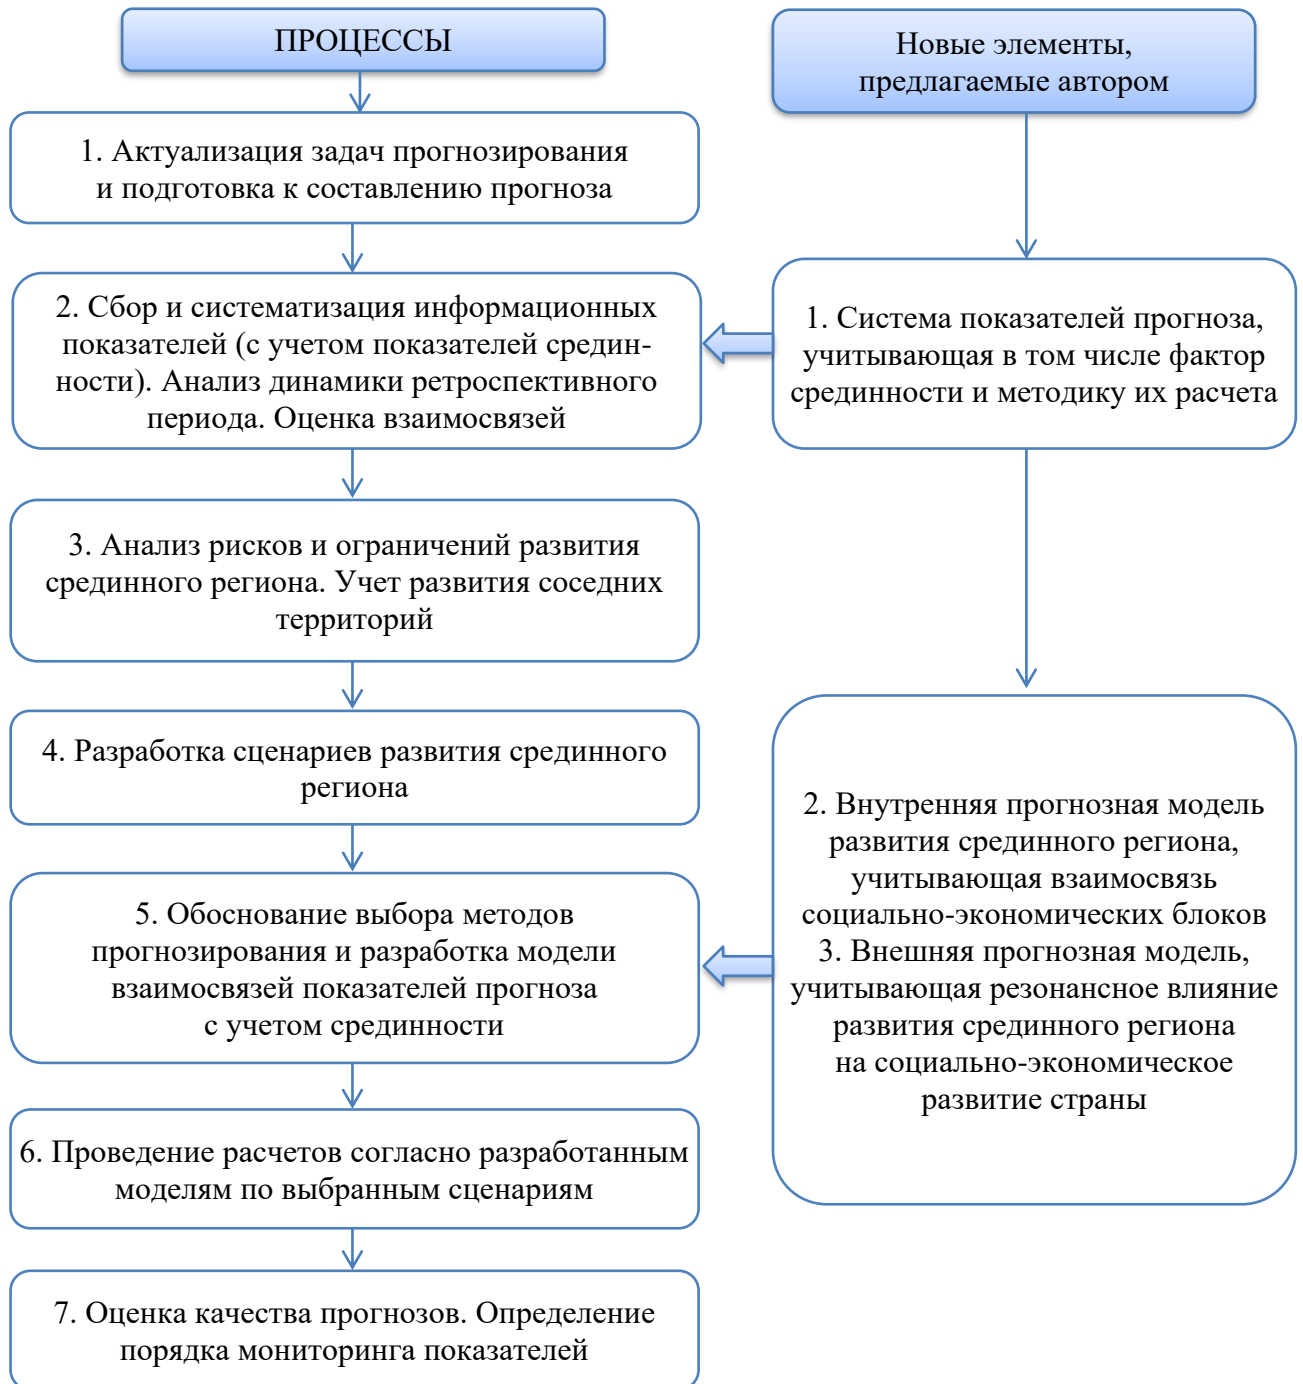 ПРОЦЕССЫ
1. Актуализация задач прогнозирования
и подготовка к составлению прогноза
2. Сбор и систематизация информационных
показателей (с учетом показателей средин-
ности). Анализ динамики ретроспективного
периода. Оценка взаимосвязей
3. Анализ рисков и ограничений развития
срединного региона. Учет развития соседних
территорий
4. Разработка сценариев развития срединного
региона
5. Обоснование выбора методов
прогнозирования и разработка модели
взаимосвязей показателей прогноза
с учетом срединности
6. Проведение расчетов согласно разработанным
моделям по выбранным сценариям
7. Оценка качества прогнозов. Определение
порядка мониторинга показателей
Новые элементы,
предлагаемые автором
1. Система показателей прогноза,
учитывающая в том числе фактор
срединности и методику их расчета
2. Внутренняя прогнозная модель
развития срединного региона,
учитывающая взаимосвязь
социально-экономических блоков
3. Внешняя прогнозная модель,
учитывающая резонансное влияние
развития срединного региона
на социально-экономическое
развитие страны